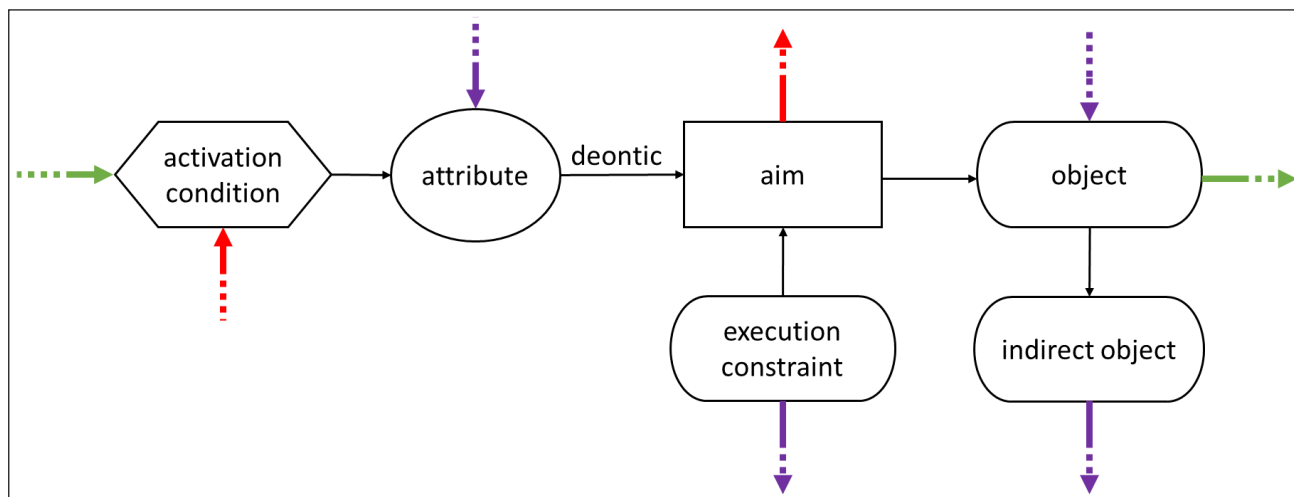 activation
condition
attribute
deontic
aim
object
execution
constraint
indirect object